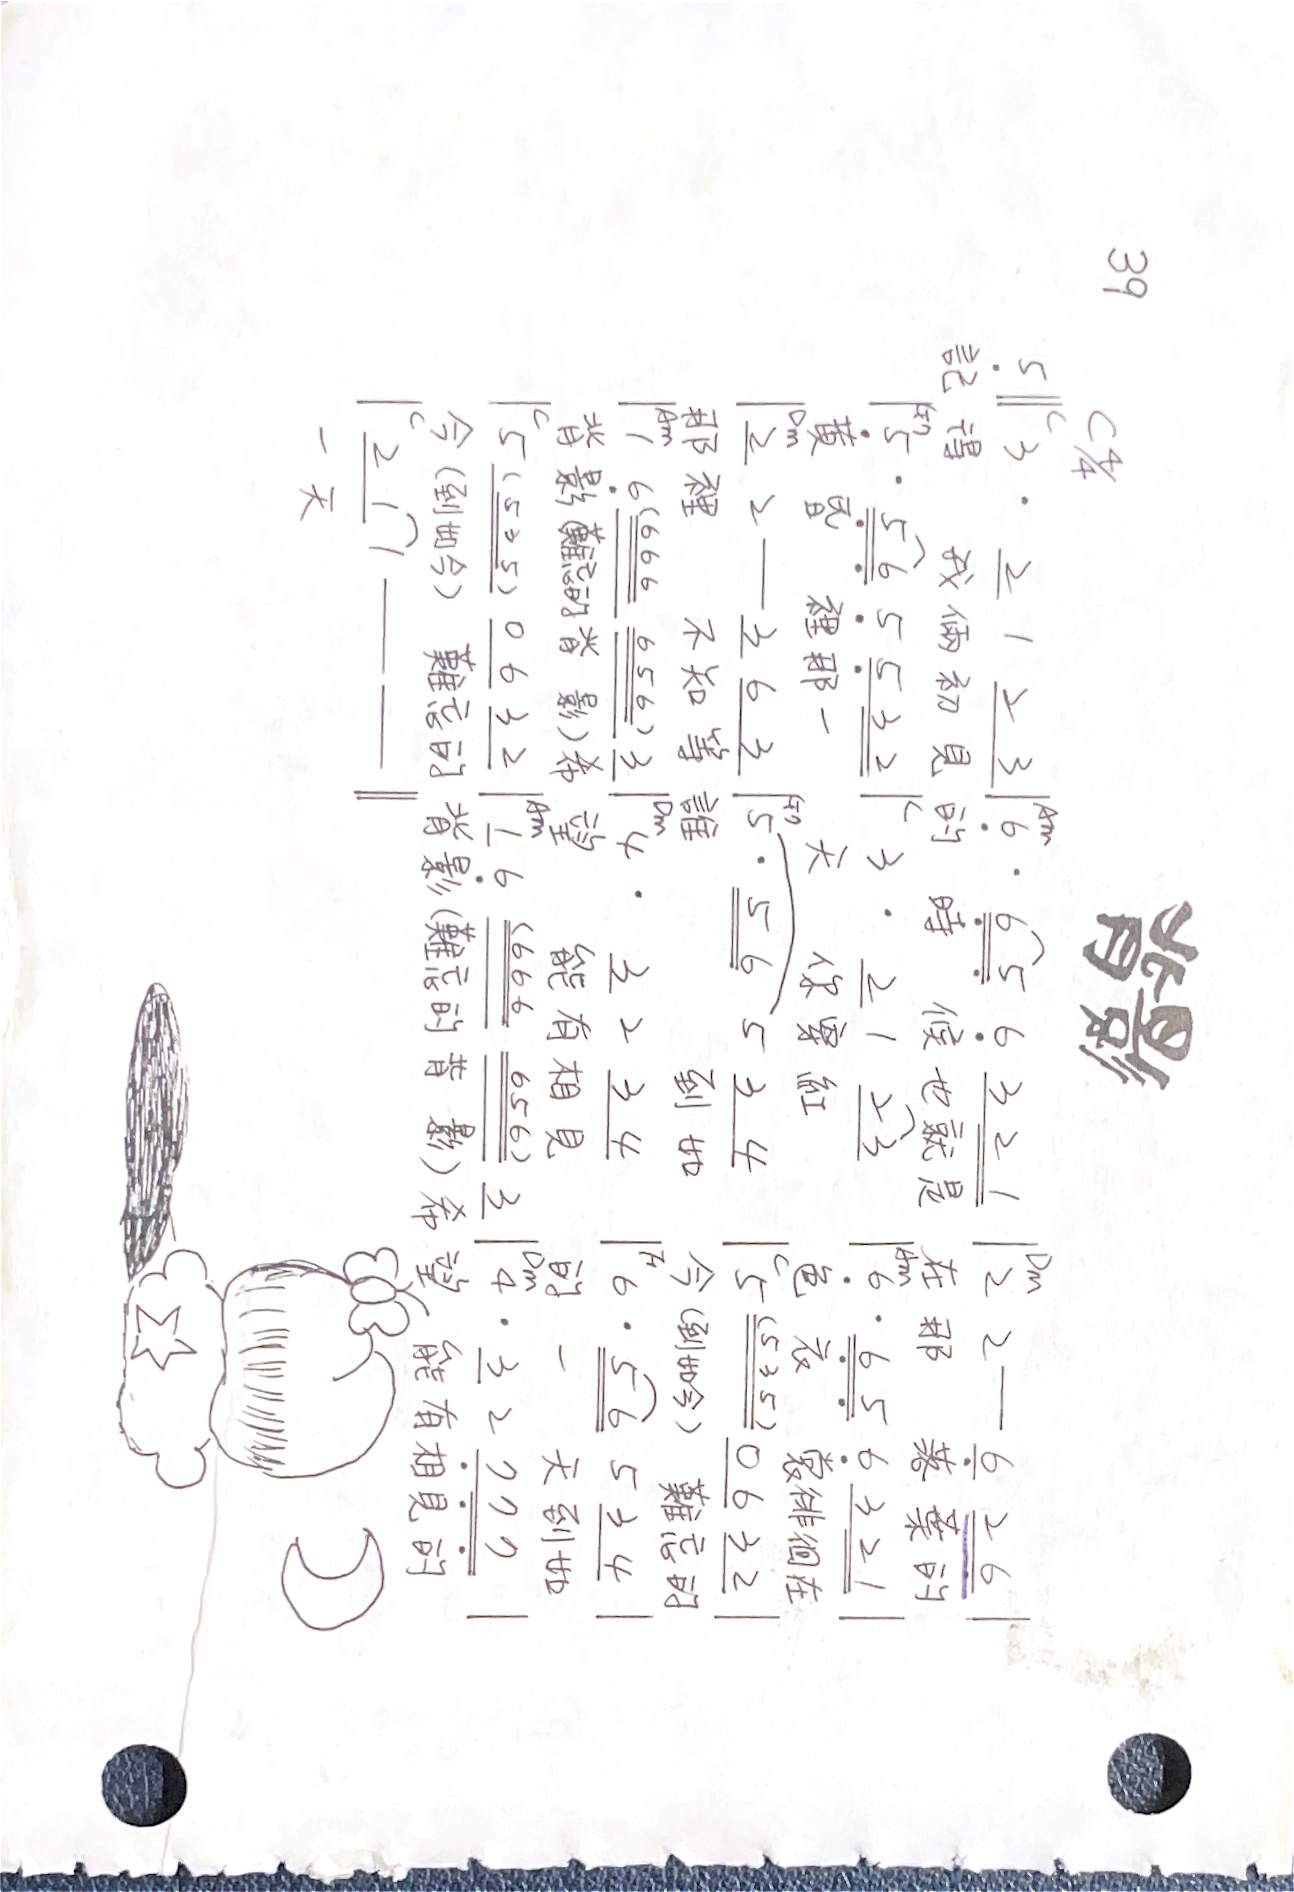 背影
39
C 4/4
C Am Dm
5 ‖ 3 · 2 1 2 3 | 6 · 6 5 6 3 2 1 | 2 2 — 6 2 6 |
記得 我倆初見的時候也就是在那 落葉的
G7 C Am
| 5 · 5 6 5 5 3 2 | 3 · 2 1 2 3 | 6 · 6 5 6 3 2 1 |
黃昏 裡那一 天 你穿紅 色衣 裳徘徊在
Dm G7 C
| 2 2 — 3 6 3 | 5 · 5 6 5 3 4 | 5 (5 3 5) 0 6 3 2 |
那裡 不知等誰 到如 今(到如今) 難忘的
Am Dm F
| 1 6 (6 6 6 6 5 6) 3 | 4 · 3 2 3 4 | 6 · 5 6 5 3 4 |
背影(難忘的背影)希望 能有相見 的一 天到如
C Am Dm
| 5 (5 3 5) 0 6 3 2 | 1 6 (6 6 6 6 5 6) 3 | 4 · 3 2 7 7 7 |
今(到如今) 難忘的 背影(難忘的背影)希望 能有相見的
C
| 2 1 1 — — ‖
一天